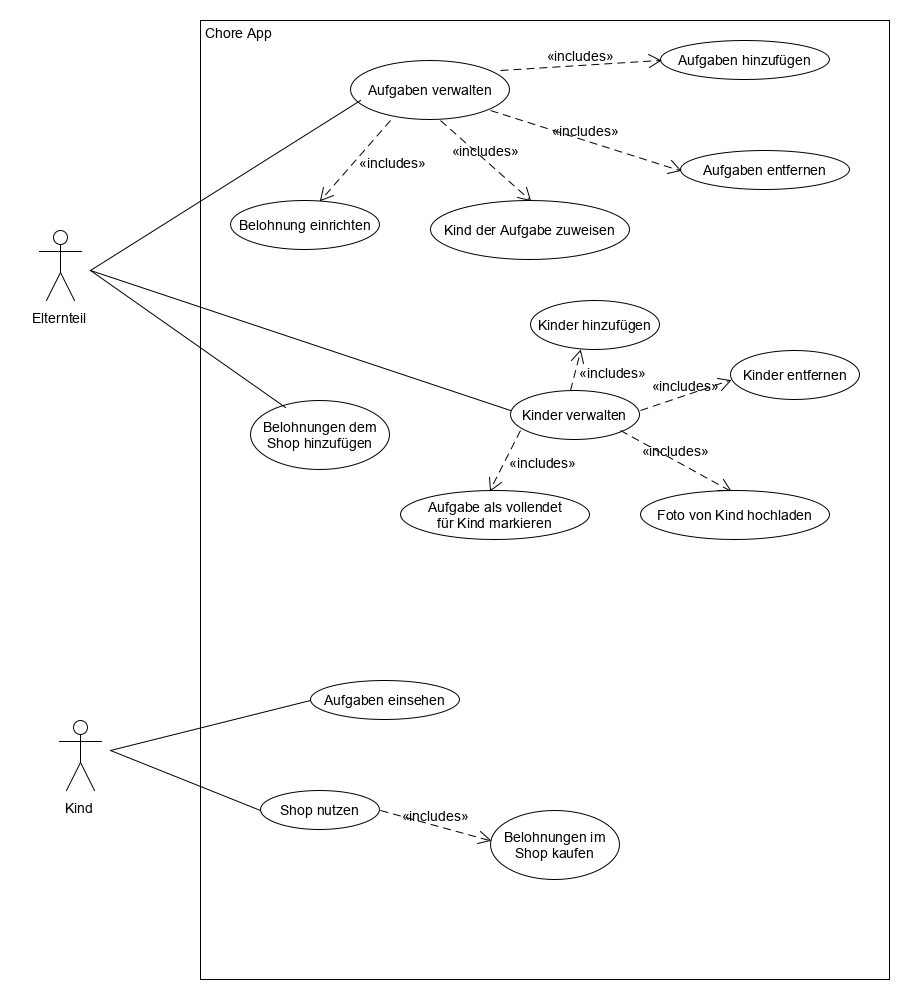 Chore App
«includes»
Aufgaben hinzufügen
Aufgaben verwalten
«includes»
«includes»
«includes»
Aufgaben entfernen
Belohnung einrichten
Kind der Aufgabe zuweisen
Elternteil
Kinder hinzufügen
«includes»
«includes»
Kinder entfernen
Belohnungen dem
Shop hinzufügen
Kinder verwalten
«includes»
«includes»
Aufgabe als vollendet
für Kind markieren
Foto von Kind hochladen
Aufgaben einsehen
Kind
Shop nutzen
«includes»
Belohnungen im
Shop kaufen